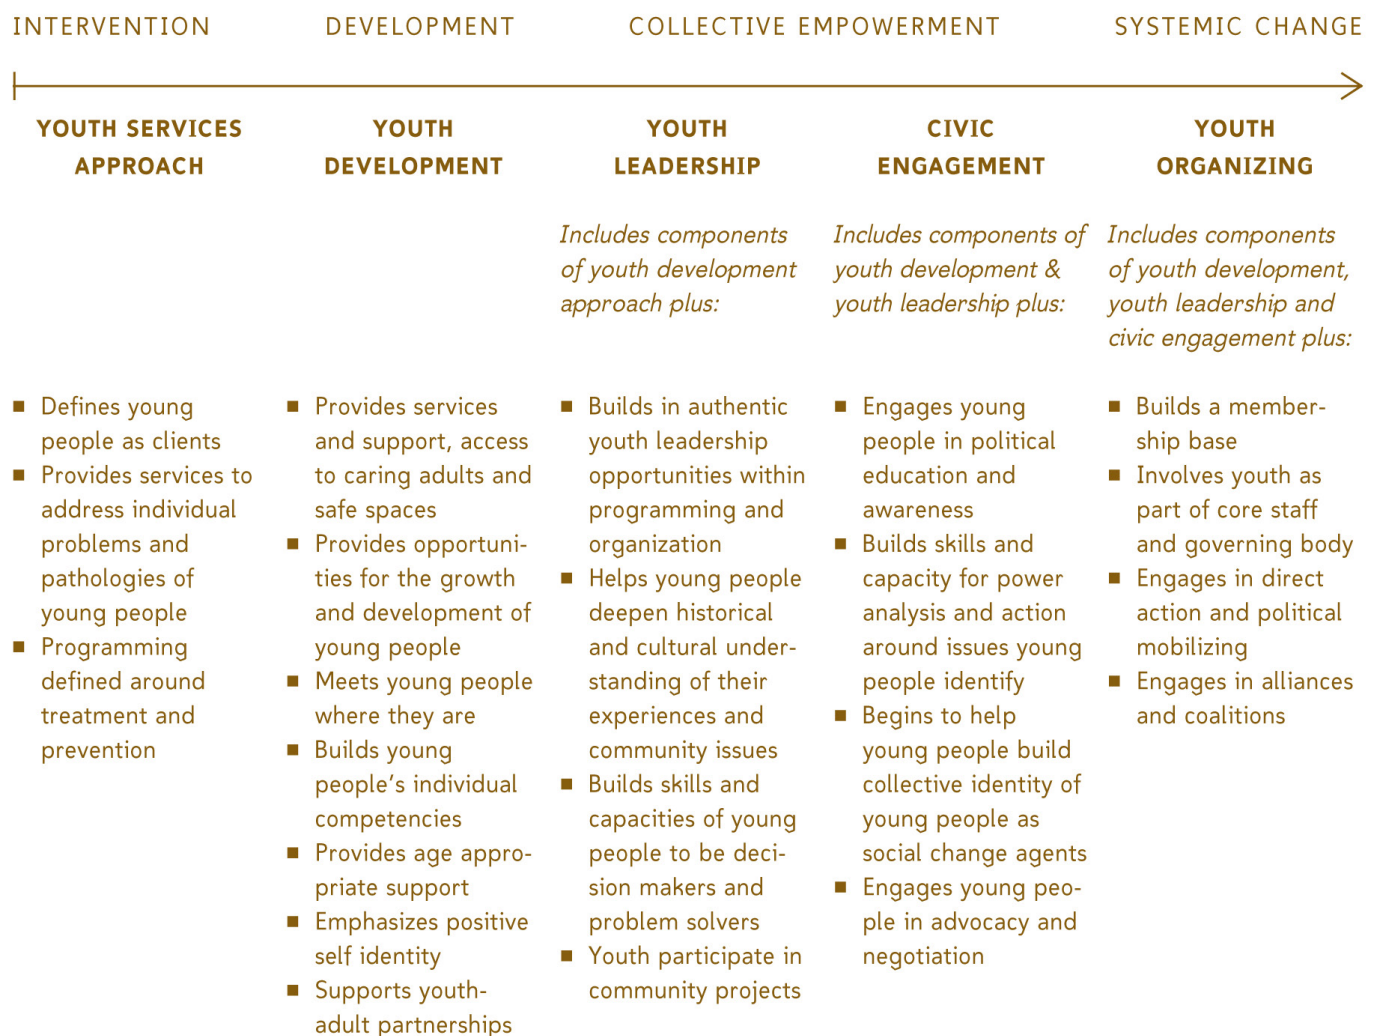 INTERVENTION
DEVELOPMENT
COLLECTIVE EMPOWERMENT
SYSTEMIC CHANGE
YOUTH SERVICES
APPROACH
Defines young
people as clients
Provides services to
address individual
problems and
pathologies of
young people
Programming
defined around
treatment and
prevention
YOUTH
DEVELOPMENT
Provides services
and support, access
to caring adults and
safe spaces
Provides opportuni-
ties for the growth
and development of
young people
Meets young people
where they are
Builds young
people’s individual
competencies
Provides age appro-
priate support
Emphasizes positive
self identity
Supports youth-
adult partnerships
YOUTH
LEADERSHIP
Includes components
of youth development
approach plus:
Builds in authentic
youth leadership
opportunities within
programming and
organization
Helps young people
deepen historical
and cultural under-
standing of their
experiences and
community issues
Builds skills and
capacities of young
people to be deci-
sion makers and
problem solvers
Youth participate in
community projects
CIVIC
ENGAGEMENT
Includes components of
youth development &
youth leadership plus:
Engages young
people in political
education and
awareness
Builds skills and
capacity for power
analysis and action
around issues young
people identify
Begins to help
young people build
collective identity of
young people as
social change agents
Engages young peo-
ple in advocacy and
negotiation
YOUTH
ORGANIZING
Includes components
of youth development,
youth leadership and
civic engagement plus:
Builds a member-
ship base
Involves youth as
part of core staff
and governing body
Engages in direct
action and political
mobilizing
Engages in alliances
and coalitions